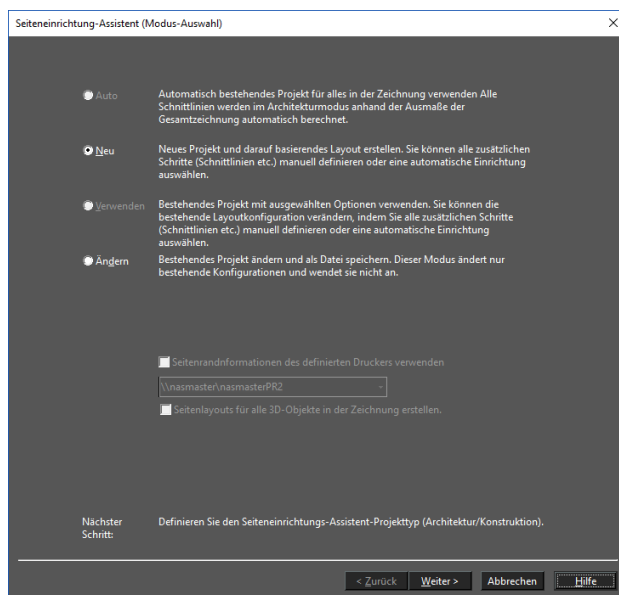 Seiteneinrichtung-Assistent (Modus-Auswahl)
Auto
Automatisch bestehendes Projekt für alles in der Zeichnung verwenden Alle
Schnittlinien werden im Architekturmodus anhand der Ausmaße der
Gesamtzeichnung automatisch berechnet.
Neu
Neues Projekt und darauf basierendes Layout erstellen. Sie können alle zusätzlichen
Schritte (Schnittlinien etc.) manuell definieren oder eine automatische Einrichtung
auswählen.
Verwenden
Bestehendes Projekt mit ausgewählten Optionen verwenden. Sie können die
bestehende Layoutkonfiguration verändern, indem Sie alle zusätzlichen Schritte
(Schnittlinien etc.) manuell definieren oder eine automatische Einrichtung
auswählen.
Ändern
Bestehendes Projekt ändern und als Datei speichern. Dieser Modus ändert nur
bestehende Konfigurationen und wendet sie nicht an.
Seitenrandnformationen des definierten Druckers verwenden
\\nasmaster\nasmasterPR2
Seitenlayouts für alle 3D-Objekte in der Zeichnung erstellen.
Nächster
Schritt:
Definieren Sie den Seiteneinrichtungs-Assistent-Projekttyp (Architektur/Konstruktion).
< Zurück
Weiter >
Abbrechen
Hilfe